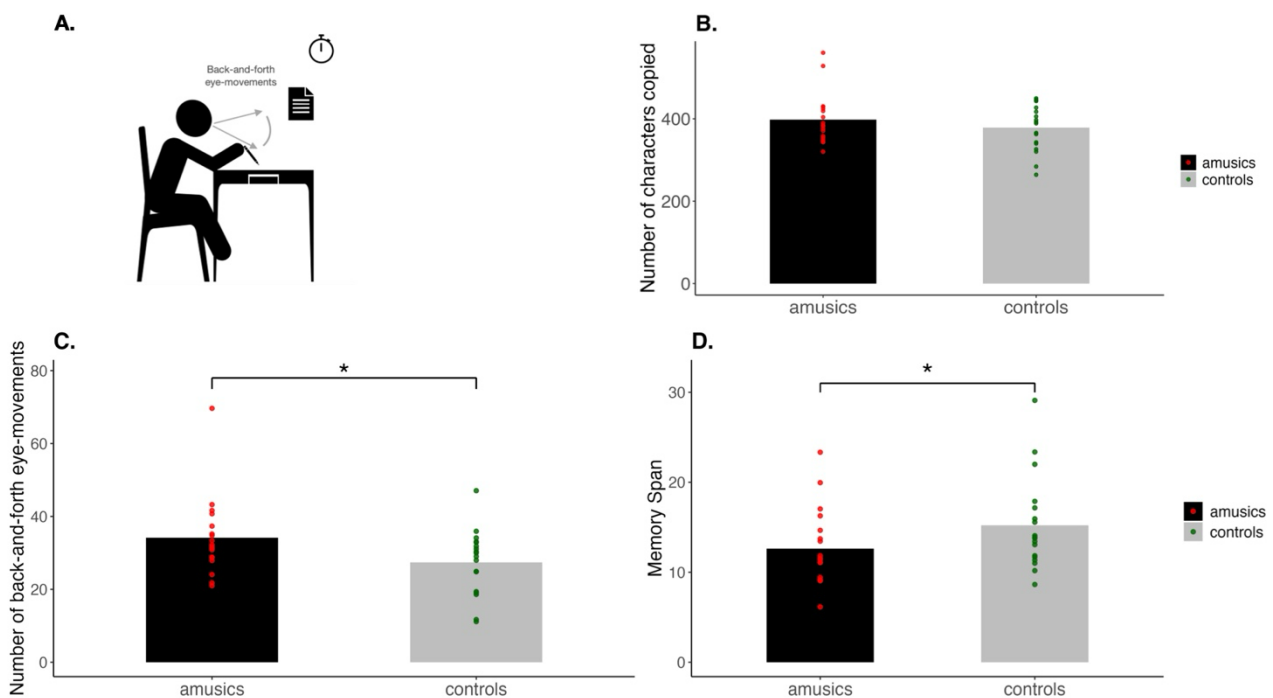 A.
Back-and-forth
eye-movements
B.
Number of characters copied
400
200
0
amusics
controls
amusics
controls
C.
Number of back-and-forth eye-movements
80
60
40
20
0
*
amusics
controls
D.
Memory Span
30
20
10
0
*
amusics
controls
amusics
controls